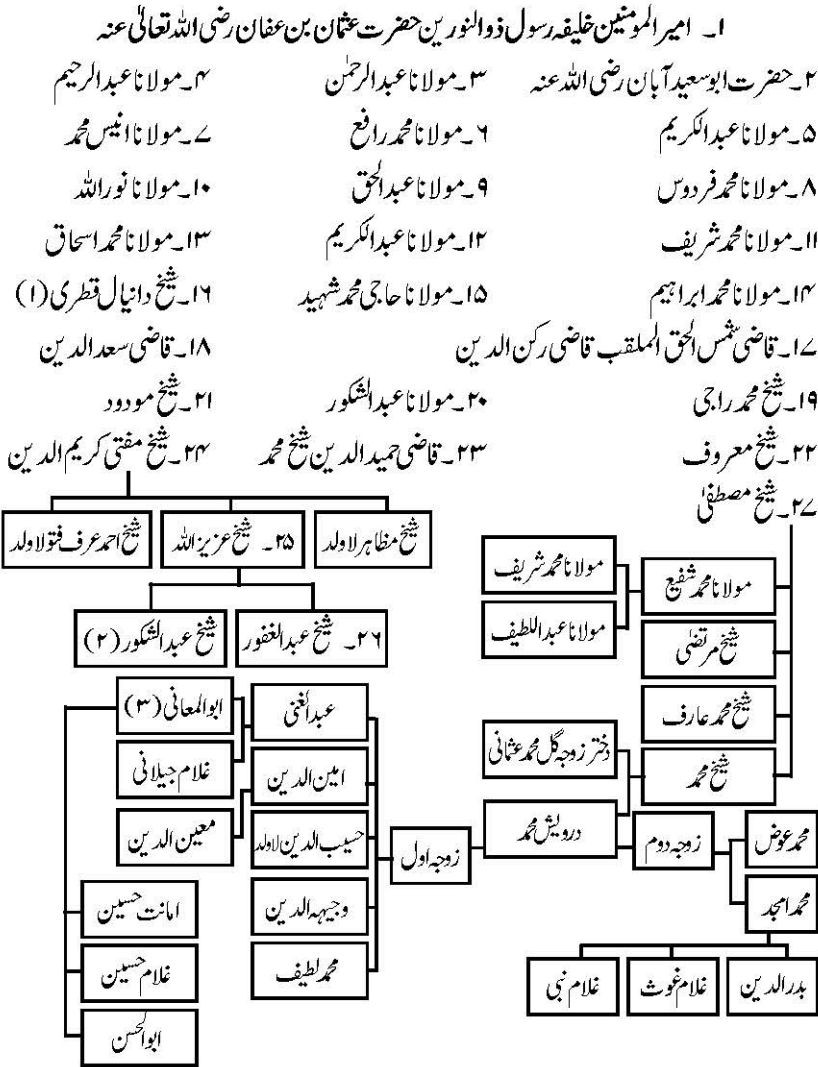 ۱۔ امیرالمومنین خلیفہ رسول ذوالنورین حضرت عثمان بن عفان رضی اللہ تعالیٰ عنہ
۲۔ حضرت ابوسعید آبان رضی اللہ عنہ ۳۔ مولانا عبدالرحمٰن ۴۔ مولانا عبدالرحیم
۵۔ مولانا عبدالکریم ۶۔ مولانا محمد رافع ۷۔ مولانا انیس محمد
۸۔ مولانا محمد فردوس ۹۔ مولانا عبدالحق ۱۰۔ مولانا نوراللہ
۱۱۔ مولانا محمد شریف ۱۲۔ مولانا عبدالکریم ۱۳۔ مولانا محمد اسحاق
۱۴۔ مولانا محمد ابراہیم ۱۵۔ مولانا حاجی محمد شہید ۱۶۔ شیخ دانیال قطری (۱)
۱۷۔ قاضی شمس الحق الملقب قاضی رکن الدین ۱۸۔ قاضی سعدالدین
۱۹۔ شیخ محمد راجی ۲۰۔ مولانا عبدالشکور ۲۱۔ شیخ مودود
۲۲۔ شیخ معروف ۲۳۔ قاضی حمیدالدین شیخ محمد ۲۴۔ شیخ مفتی کریم الدین
۲۷۔ شیخ مصطفیٰ
شیخ مظاہر لاولد ۲۵۔ شیخ عزیزاللہ شیخ احمد عرف فتو لاولد
مولانا محمد شفیع مولانا محمد شریف
شیخ مرتضیٰ مولانا عبداللطیف ۲۶۔ شیخ عبدالغفور شیخ عبدالشکور (۲)
شیخ محمد عارف عبدالغنی ابوالمعانی (۳)
شیخ محمد دختر زوجہ گل محمد عثمانی امین الدین غلام جیلانی
محمد عوض زوجہ دوم درویش محمد زوجہ اول حسیب الدین لاولد معین الدین
محمد امجد وجیہہ الدین امانت حسین
بدرالدین غلام غوث غلام نبی محمد لطیف غلام حسین
ابوالحسن